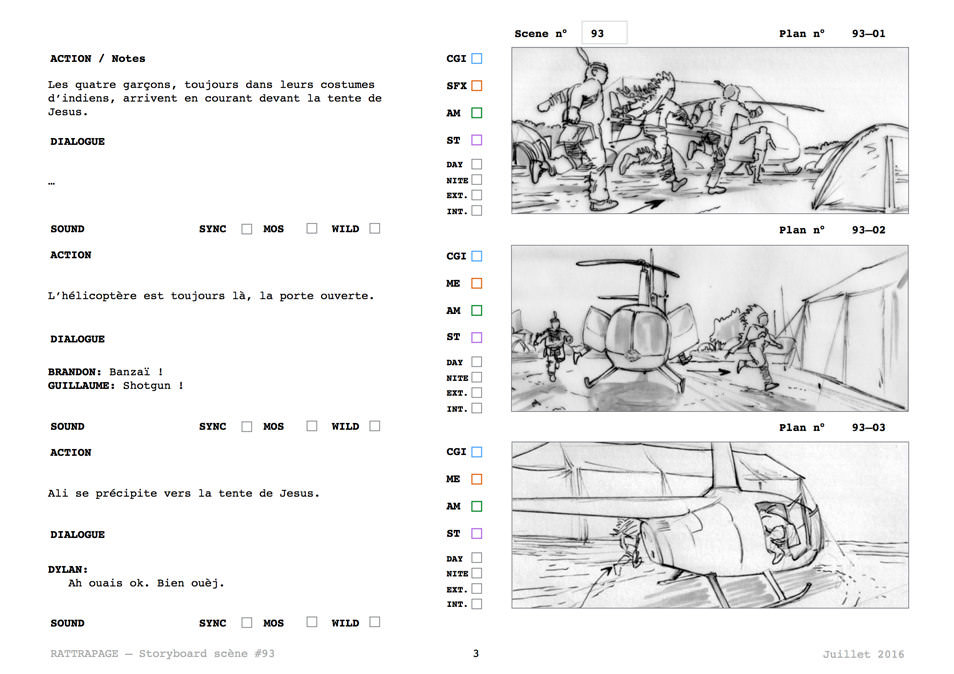 Scene nº 93 Plan nº 93—01
ACTION / Notes
Les quatre garçons, toujours dans leurs costumes
d’indiens, arrivent en courant devant la tente de
Jesus.
DIALOGUE
…
SOUND SYNC MOS WILD
CGI
SFX
AM
ST
DAY
NITE
EXT.
INT.
Plan nº 93—02
ACTION
L’hélicoptère est toujours là, la porte ouverte.
DIALOGUE
BRANDON: Banzaï !
GUILLAUME: Shotgun !
SOUND SYNC MOS WILD
CGI
ME
AM
ST
DAY
NITE
EXT.
INT.
Plan nº 93—03
ACTION
Ali se précipite vers la tente de Jesus.
DIALOGUE
DYLAN:
Ah ouais ok. Bien ouèj.
SOUND SYNC MOS WILD
CGI
ME
AM
ST
DAY
NITE
EXT.
INT.
RATTRAPAGE — Storyboard scène #93 3 Juillet 2016